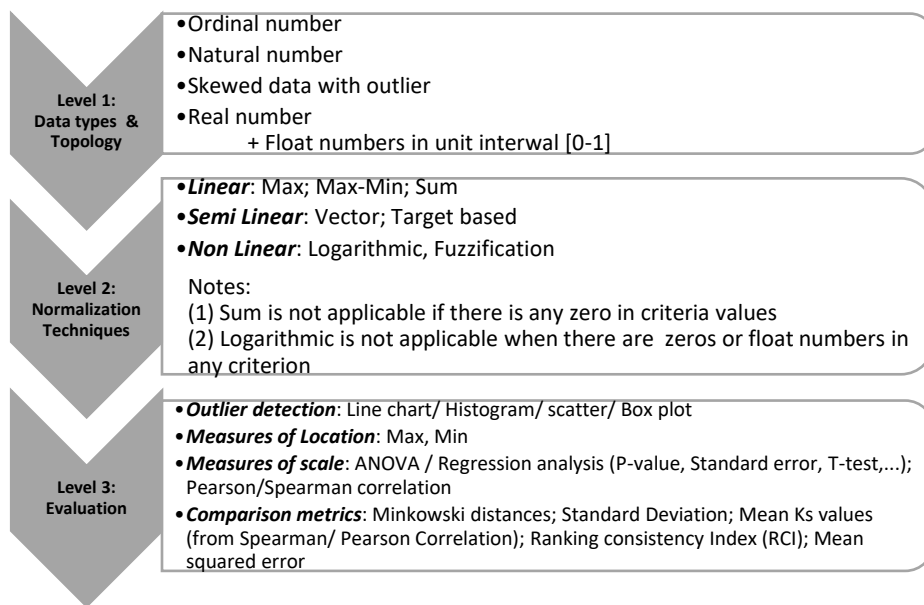 Level 1:
Data types &
Topology
•Ordinal number
•Natural number
•Skewed data with outlier
•Real number
+ Float numbers in unit interwal [0-1]
Level 2:
Normalization
Techniques
•Linear: Max; Max-Min; Sum
•Semi Linear: Vector; Target based
•Non Linear: Logarithmic, Fuzzification
Notes:
(1) Sum is not applicable if there is any zero in criteria values
(2) Logarithmic is not applicable when there are zeros or float numbers in
any criterion
Level 3:
Evaluation
•Outlier detection: Line chart/ Histogram/ scatter/ Box plot
•Measures of Location: Max, Min
•Measures of scale: ANOVA / Regression analysis (P-value, Standard error, T-test,...);
Pearson/Spearman correlation
•Comparison metrics: Minkowski distances; Standard Deviation; Mean Ks values
(from Spearman/ Pearson Correlation); Ranking consistency Index (RCI); Mean
squared error